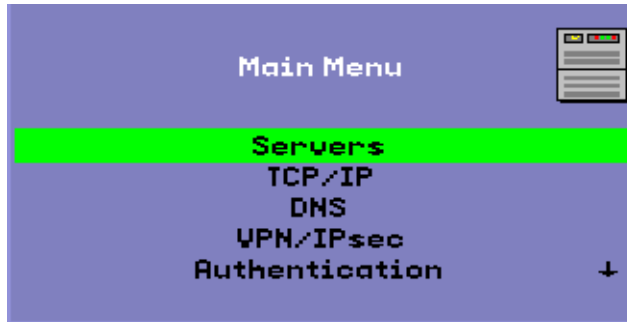 Main Menu
Servers
TCP/IP
DNS
VPN/IPsec
Authentication